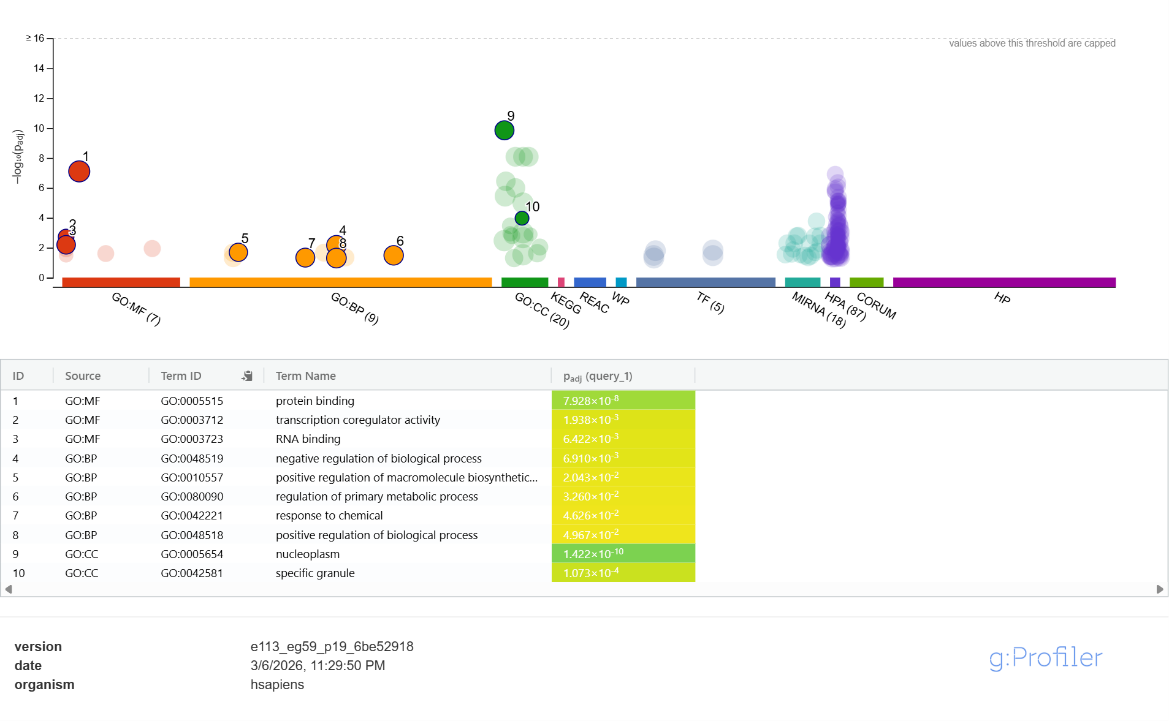 ≥ 16
values above this threshold are capped
14
12
10
8
6
4
2
0
−log₁₀(padj)
1
2
3
4
5
6
7
8
9
10
GO:MF (7)
GO:BP (9)
GO:CC (20)
KEGG
REAC
WP
TF (5)
MIRNA (18)
HPA (87)
CORUM
HP
ID Source Term ID Term Name padj (query_1)
1 GO:MF GO:0005515 protein binding 7.928×10⁻⁸
2 GO:MF GO:0003712 transcription coregulator activity 1.938×10⁻³
3 GO:MF GO:0003723 RNA binding 6.422×10⁻³
4 GO:BP GO:0048519 negative regulation of biological process 6.910×10⁻³
5 GO:BP GO:0010557 positive regulation of macromolecule biosynthetic... 2.043×10⁻²
6 GO:BP GO:0080090 regulation of primary metabolic process 3.260×10⁻²
7 GO:BP GO:0042221 response to chemical 4.626×10⁻²
8 GO:BP GO:0048518 positive regulation of biological process 4.967×10⁻²
9 GO:CC GO:0005654 nucleoplasm 1.422×10⁻¹⁰
10 GO:CC GO:0042581 specific granule 1.073×10⁻⁴
version e113_eg59_p19_6be52918
date 3/6/2026, 11:29:50 PM
organism hsapiens
g:Profiler